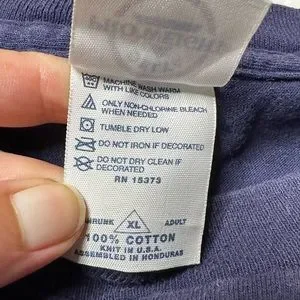 MACHINE WASH WARM
WITH LIKE COLORS
ONLY NON-CHLORINE BLEACH
WHEN NEEDED
TUMBLE DRY LOW
DO NOT IRON IF DECORATED
DO NOT DRY CLEAN IF
DECORATED
RN 15373
XL ADULT
100% COTTON
KNIT IN U.S.A.
ASSEMBLED IN HONDURAS